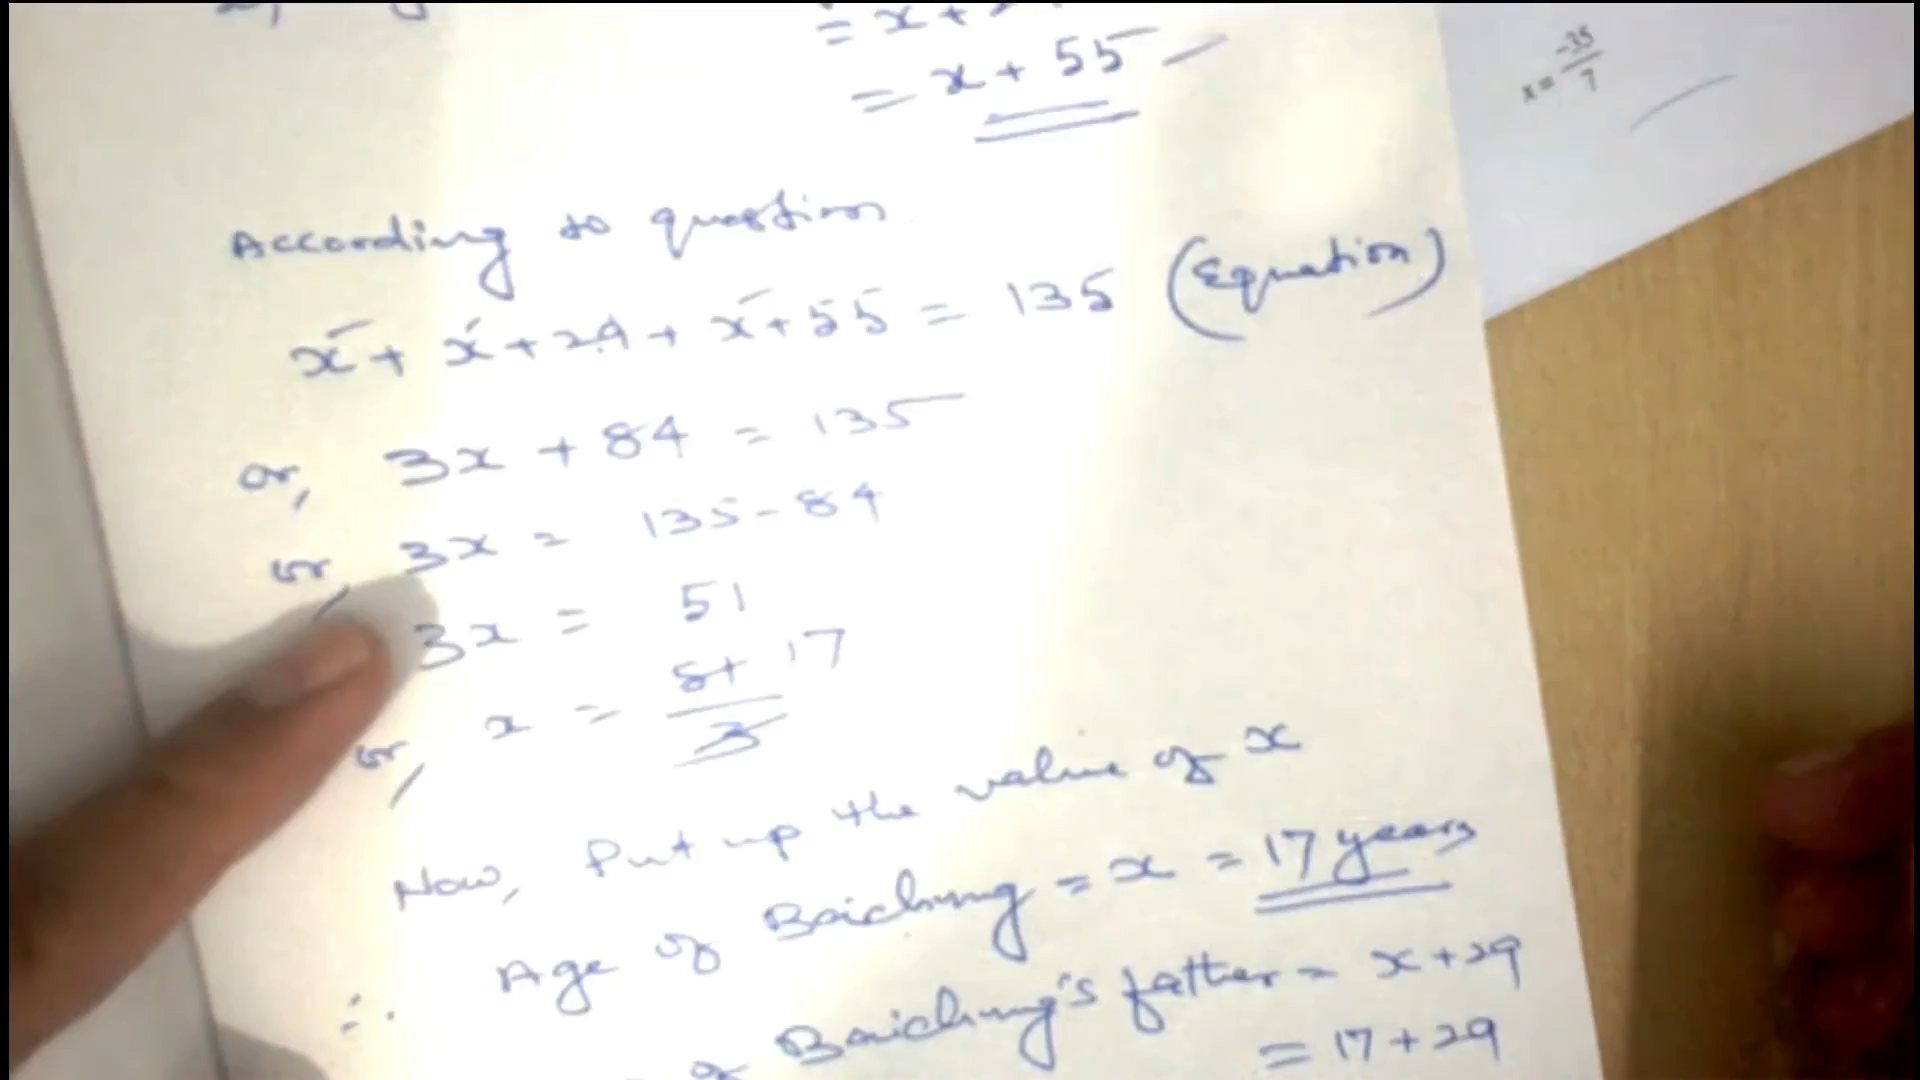 = x +
= x + 55
x = -35/7
According to question
x + x + 29 + x + 55 = 135 (Equation)
or, 3x + 84 = 135
or, 3x = 135 - 84
3x = 51
or, x = 51/3 17
Now, Put up the value of x
∴ Age of Baichung = x = 17 years
of Baichung's father = x + 29
= 17 + 29